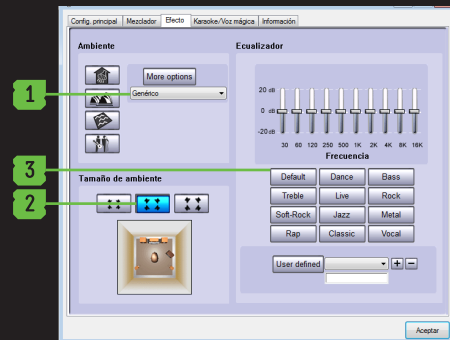 Config. principal Mezclador Efecto Karaoke/Voz mágica Información
Ambiente
More options
1
Genérico
Tamaño de ambiente
2
Ecualizador
20 dB
0 dB
-20 dB
30 60 120 250 500 1K 2K 4K 8K 16K
Frecuencia
3
Default Dance Bass
Treble Live Rock
Soft-Rock Jazz Metal
Rap Classic Vocal
User defined
Aceptar